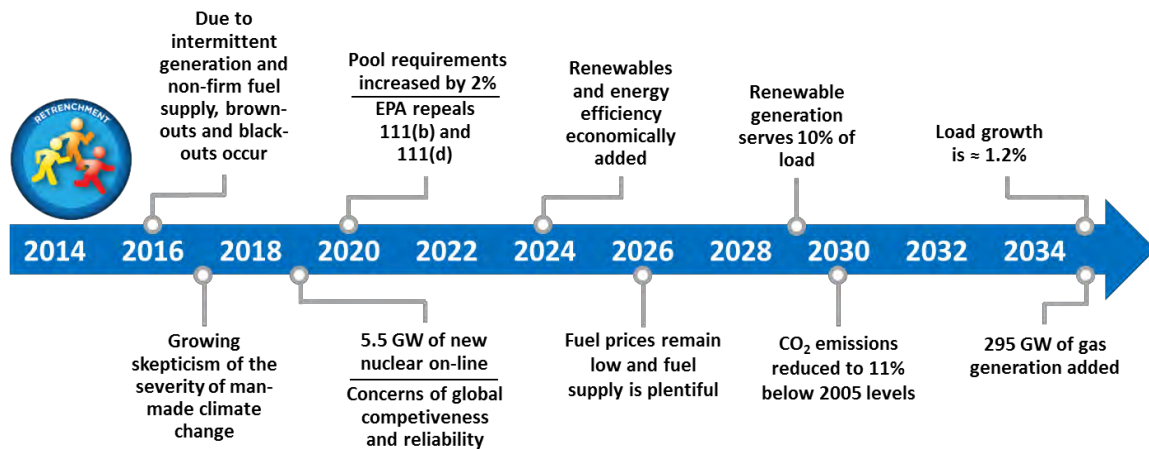 RETRENCHMENT
Due to
intermittent
generation and
non-firm fuel
supply, brown-
outs and black-
outs occur
Pool requirements
increased by 2%
EPA repeals
111(b) and
111(d)
Renewables
and energy
efficiency
economically
added
Renewable
generation
serves 10% of
load
Load growth
is ≈ 1.2%
2014 2016 2018 2020 2022 2024 2026 2028 2030 2032 2034
Growing
skepticism of the
severity of man-
made climate
change
5.5 GW of new
nuclear on-line
Concerns of global
competiveness
and reliability
Fuel prices remain
low and fuel
supply is plentiful
CO₂ emissions
reduced to 11%
below 2005 levels
295 GW of gas
generation added